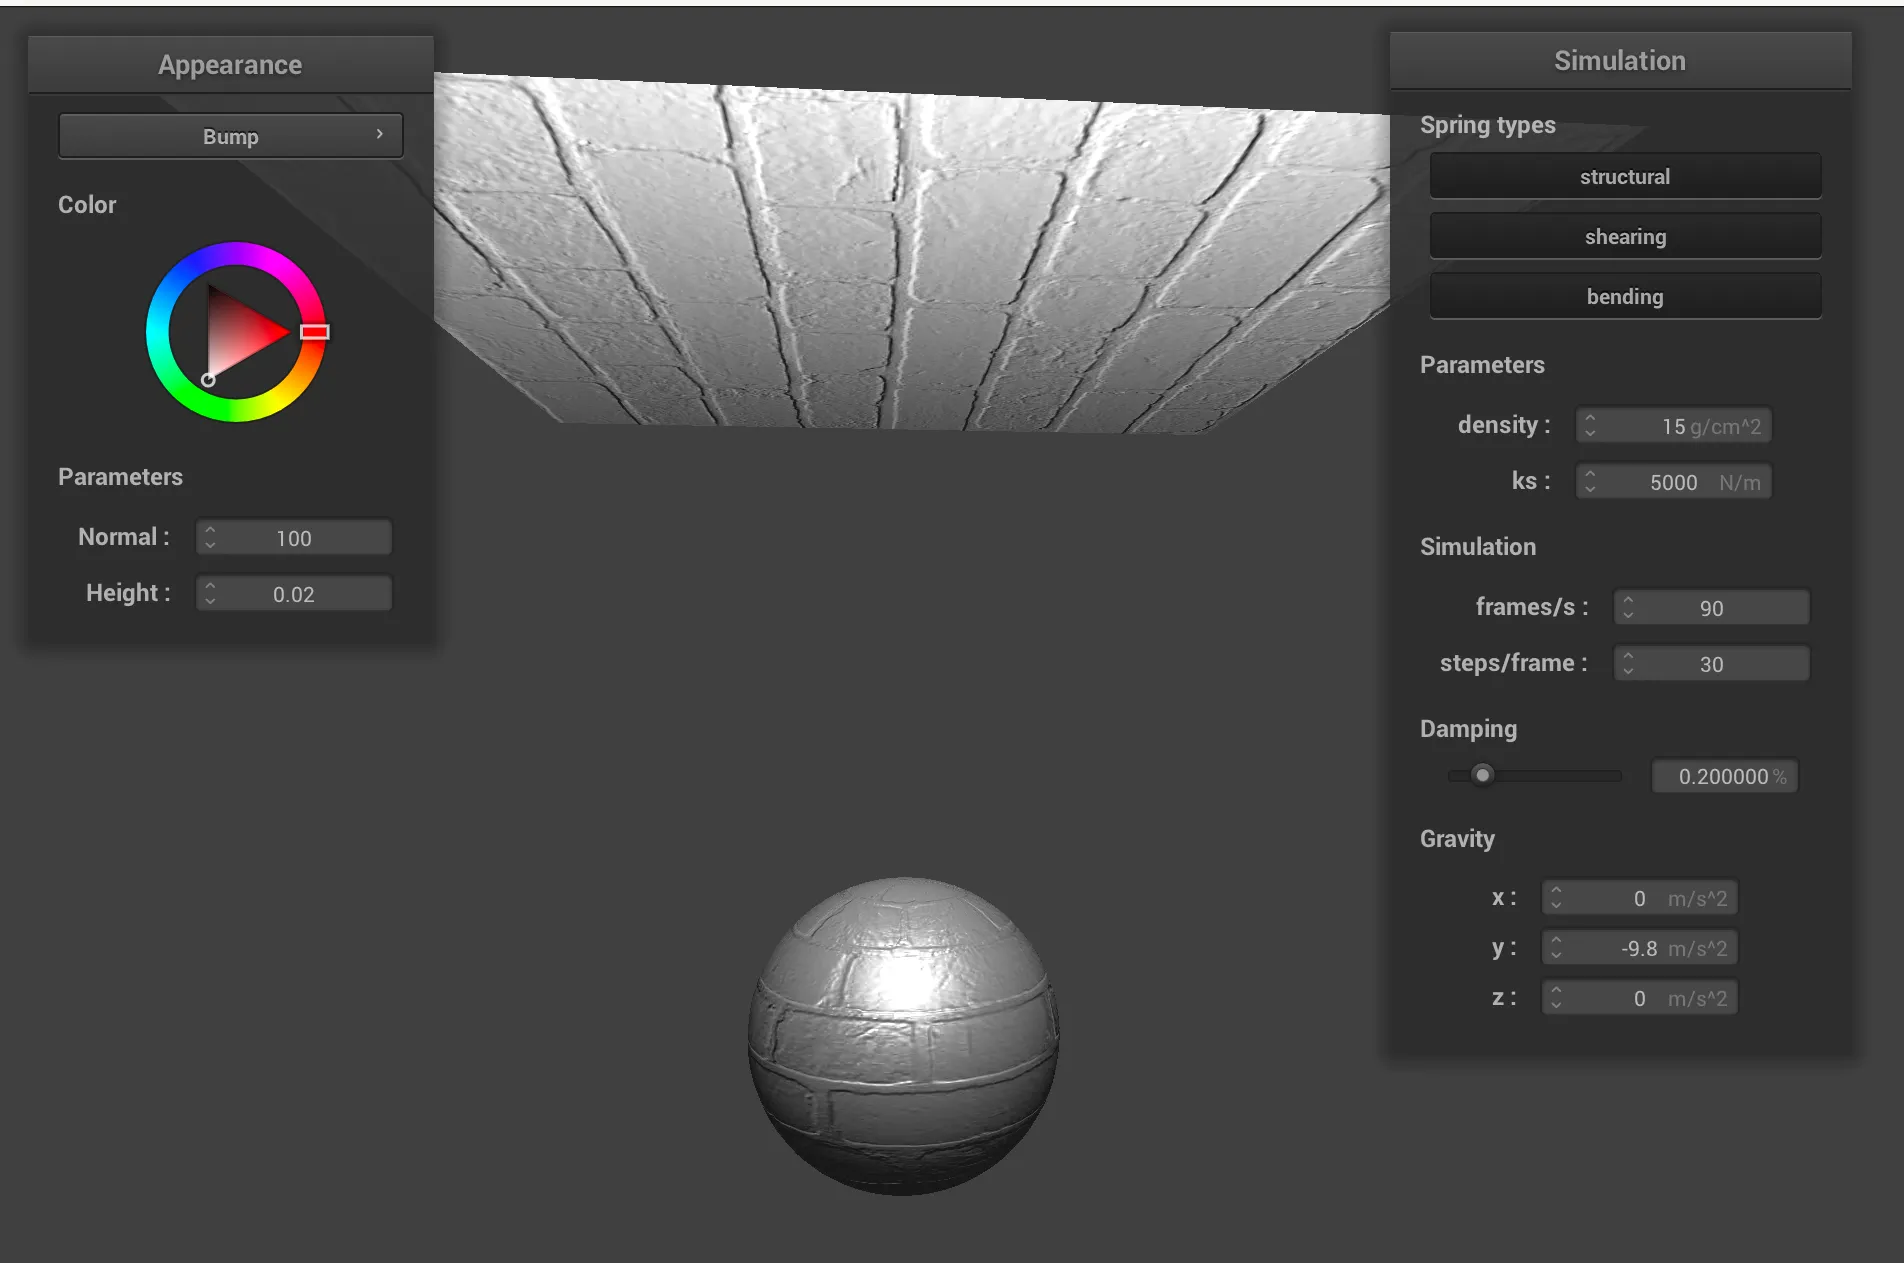 Appearance
Bump
Color
Parameters
Normal : 100
Height : 0.02
Simulation
Spring types
structural
shearing
bending
Parameters
density : 15 g/cm^2
ks : 5000 N/m
Simulation
frames/s : 90
steps/frame : 30
Damping
0.200000 %
Gravity
x : 0 m/s^2
y : -9.8 m/s^2
z : 0 m/s^2